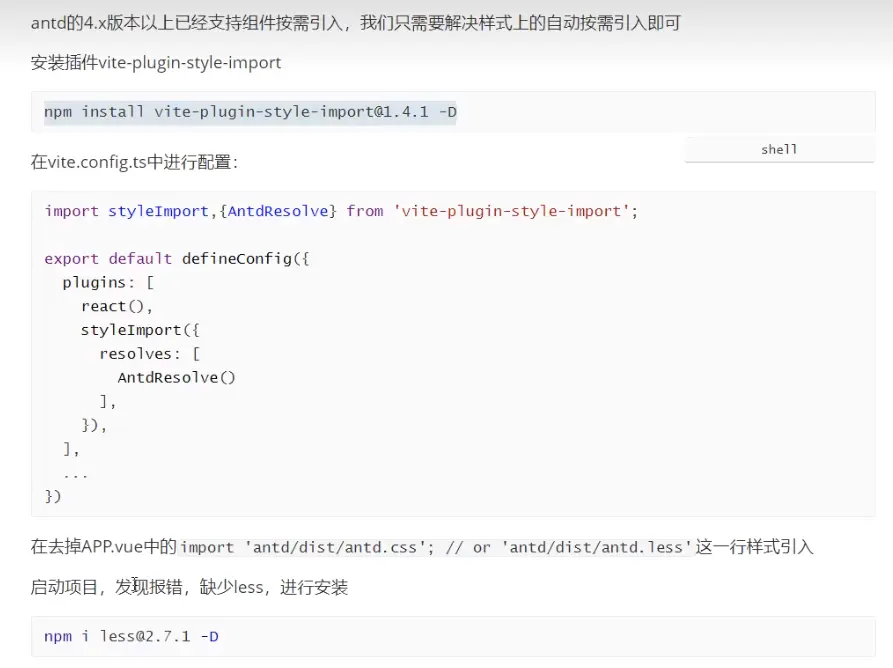 antd的4.x版本以上已经支持组件按需引入，我们只需要解决样式上的自动按需引入即可
安装插件vite-plugin-style-import
npm install vite-plugin-style-import@1.4.1 -D
shell
在vite.config.ts中进行配置：
import styleImport,{AntdResolve} from 'vite-plugin-style-import';
export default defineConfig({
  plugins: [
    react(),
    styleImport({
      resolves: [
        AntdResolve()
      ],
    }),
  ],
  ...
})
在去掉APP.vue中的import 'antd/dist/antd.css'; // or 'antd/dist/antd.less'这一行样式引入
启动项目，发现报错，缺少less，进行安装
npm i less@2.7.1 -D